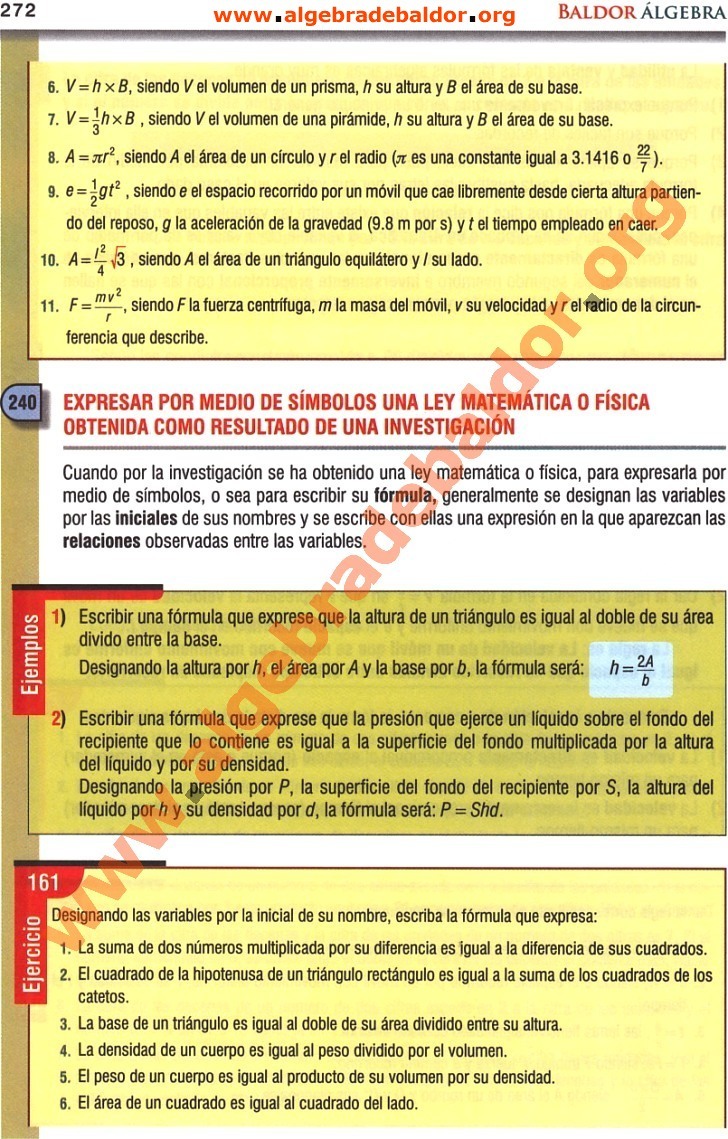 272
www.algebradebaldor.org
BALDOR ÁLGEBRA
6. V = h × B, siendo V el volumen de un prisma, h su altura y B el área de su base.
7. V = 1/3 h × B , siendo V el volumen de una pirámide, h su altura y B el área de su base.
8. A = πr², siendo A el área de un círculo y r el radio (π es una constante igual a 3.1416 o 22/7 ).
9. e = 1/2 gt² , siendo e el espacio recorrido por un móvil que cae libremente desde cierta altura partien-
do del reposo, g la aceleración de la gravedad (9.8 m por s) y t el tiempo empleado en caer.
10. A = l²/4 √3 , siendo A el área de un triángulo equilátero y l su lado.
11. F = mv²/r , siendo F la fuerza centrífuga, m la masa del móvil, v su velocidad y r el radio de la circun-
ferencia que describe.
240
EXPRESAR POR MEDIO DE SÍMBOLOS UNA LEY MATEMÁTICA O FÍSICA
OBTENIDA COMO RESULTADO DE UNA INVESTIGACIÓN
Cuando por la investigación se ha obtenido una ley matemática o física, para expresarla por
medio de símbolos, o sea para escribir su fórmula, generalmente se designan las variables
por las iniciales de sus nombres y se escribe con ellas una expresión en la que aparezcan las
relaciones observadas entre las variables.
Ejemplos
1) Escribir una fórmula que exprese que la altura de un triángulo es igual al doble de su área
divido entre la base.
Designando la altura por h, el área por A y la base por b, la fórmula será: h = 2A/b
2) Escribir una fórmula que exprese que la presión que ejerce un líquido sobre el fondo del
recipiente que lo contiene es igual a la superficie del fondo multiplicada por la altura
del líquido y por su densidad.
Designando la presión por P, la superficie del fondo del recipiente por S, la altura del
líquido por h y su densidad por d, la fórmula será: P = Shd.
161
Ejercicio
Designando las variables por la inicial de su nombre, escriba la fórmula que expresa:
1. La suma de dos números multiplicada por su diferencia es igual a la diferencia de sus cuadrados.
2. El cuadrado de la hipotenusa de un triángulo rectángulo es igual a la suma de los cuadrados de los
catetos.
3. La base de un triángulo es igual al doble de su área dividido entre su altura.
4. La densidad de un cuerpo es igual al peso dividido por el volumen.
5. El peso de un cuerpo es igual al producto de su volumen por su densidad.
6. El área de un cuadrado es igual al cuadrado del lado.
www.algebradebaldor.org